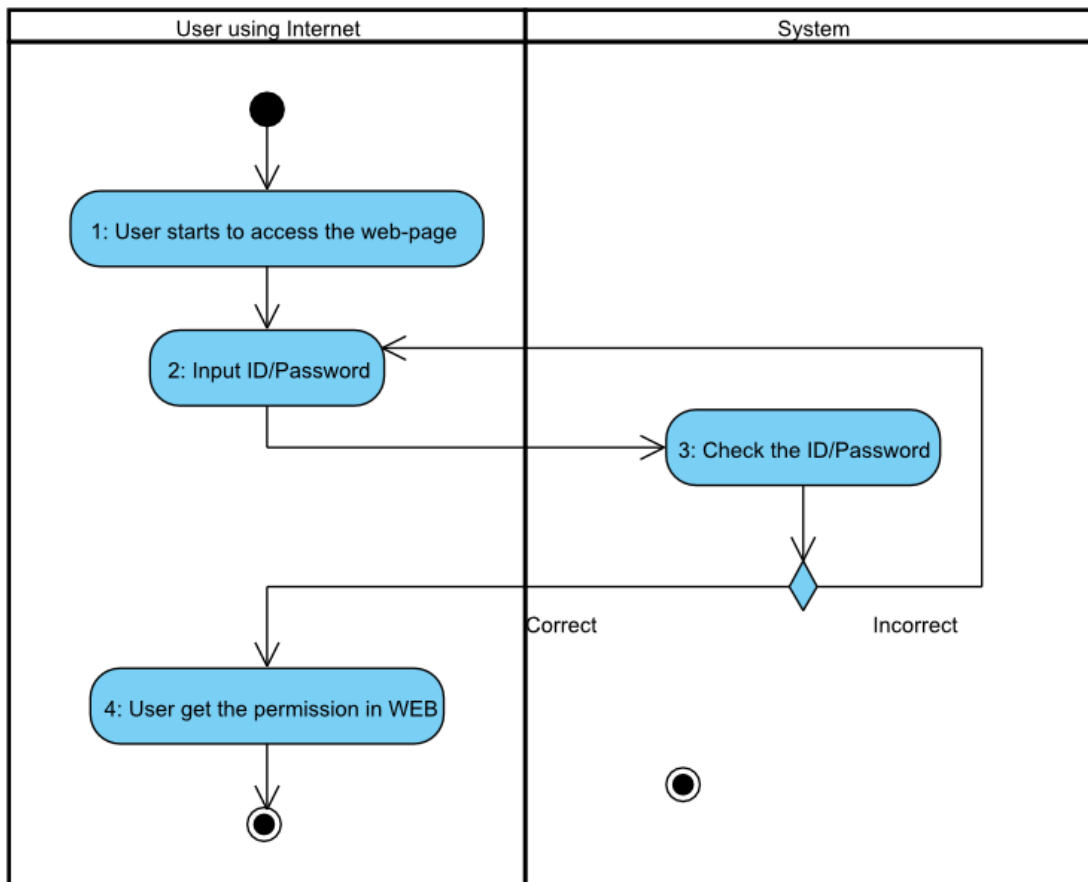 User using Internet
System
1: User starts to access the web-page
2: Input ID/Password
3: Check the ID/Password
Correct
Incorrect
4: User get the permission in WEB